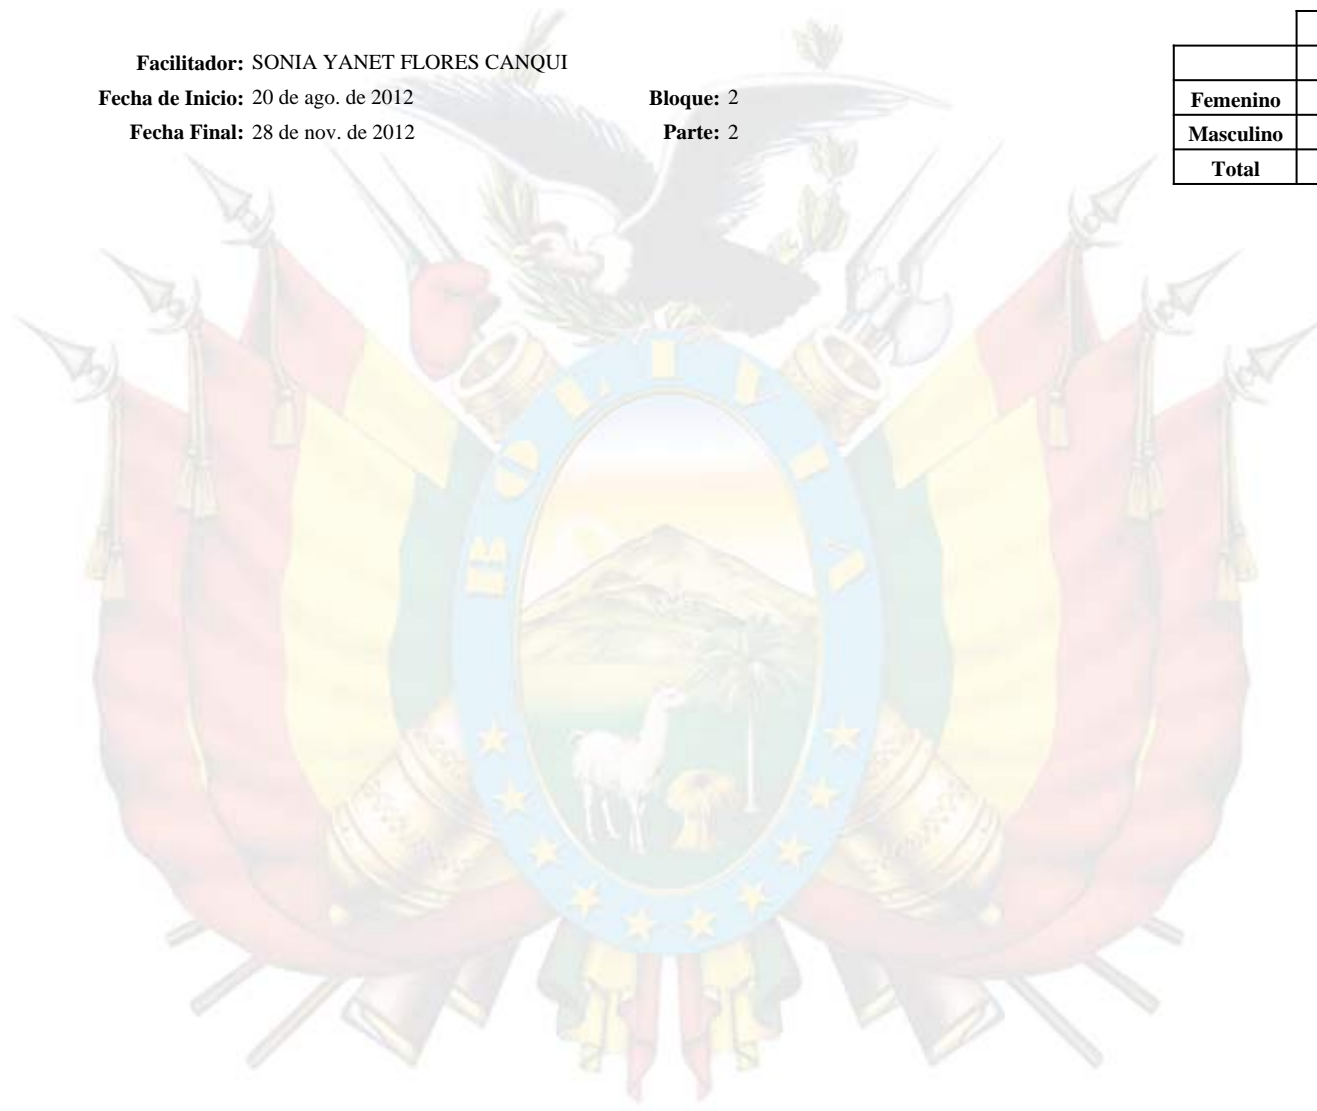 Facilitador: SONIA YANET FLORES CANQUI
Fecha de Inicio: 20 de ago. de 2012 Bloque: 2
Fecha Final: 28 de nov. de 2012 Parte: 2
Femenino
Masculino
Total
BOLIVIA